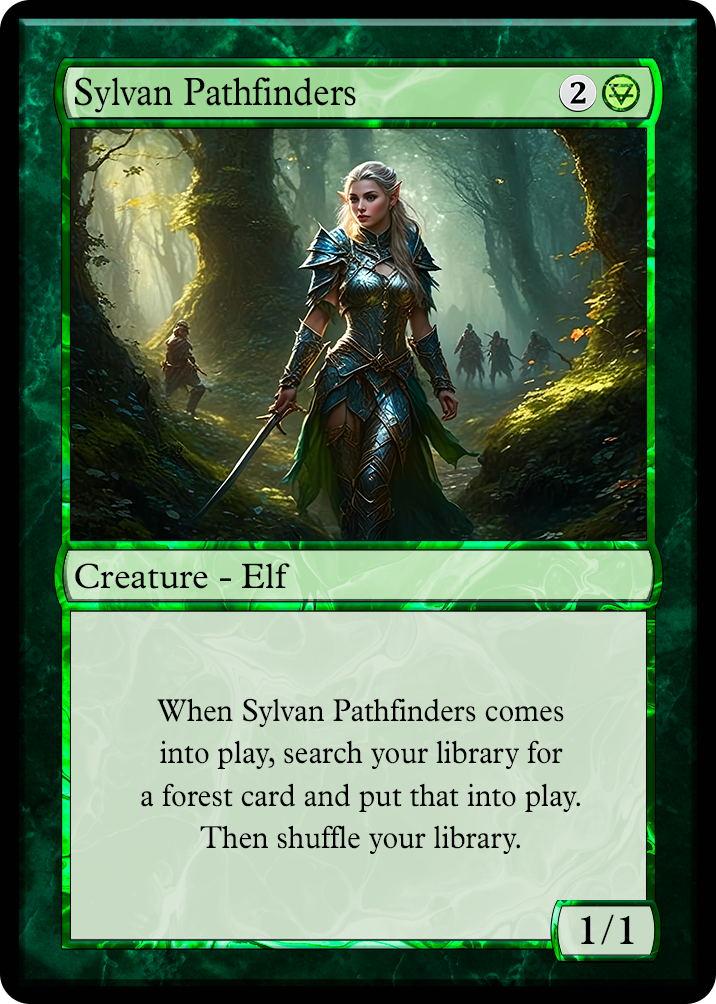 Sylvan Pathfinders 2
Creature - Elf
When Sylvan Pathfinders comes
into play, search your library for
a forest card and put that into play.
Then shuffle your library.
1/1